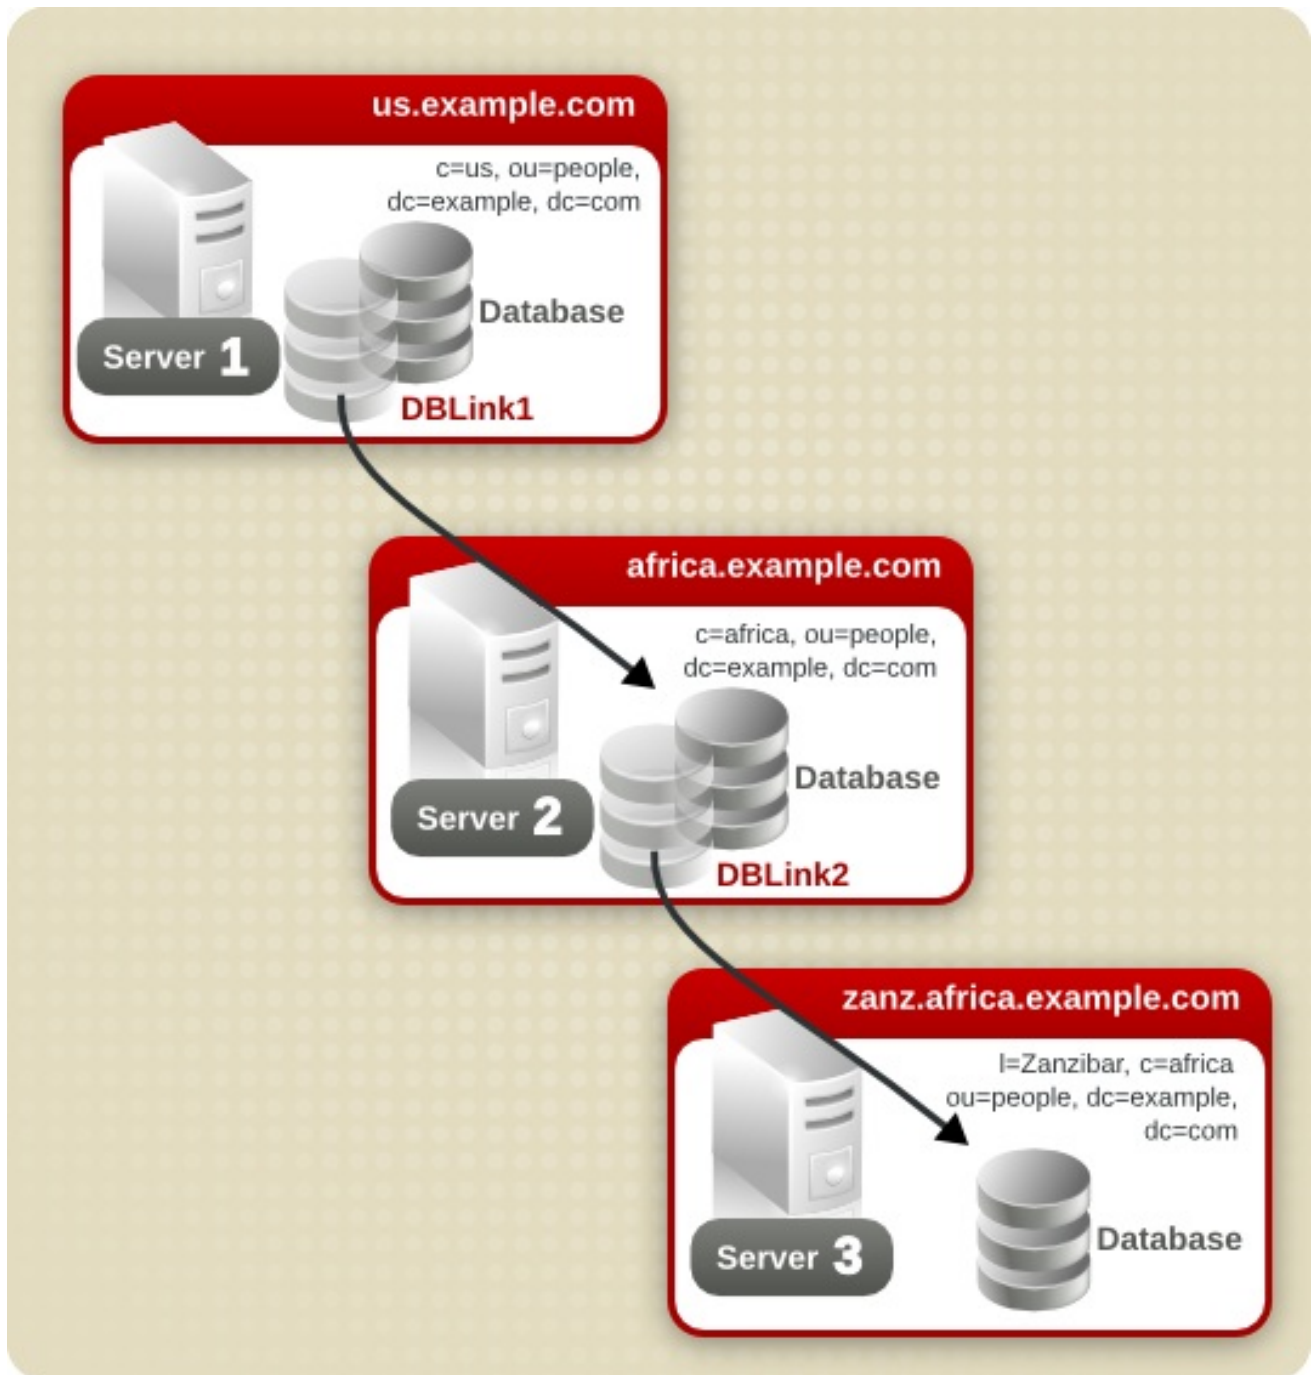 us.example.com
c=us, ou=people,
dc=example, dc=com
Database
Server 1
DBLink1
africa.example.com
c=africa, ou=people,
dc=example, dc=com
Database
Server 2
DBLink2
zanz.africa.example.com
l=Zanzibar, c=africa
ou=people, dc=example,
dc=com
Database
Server 3